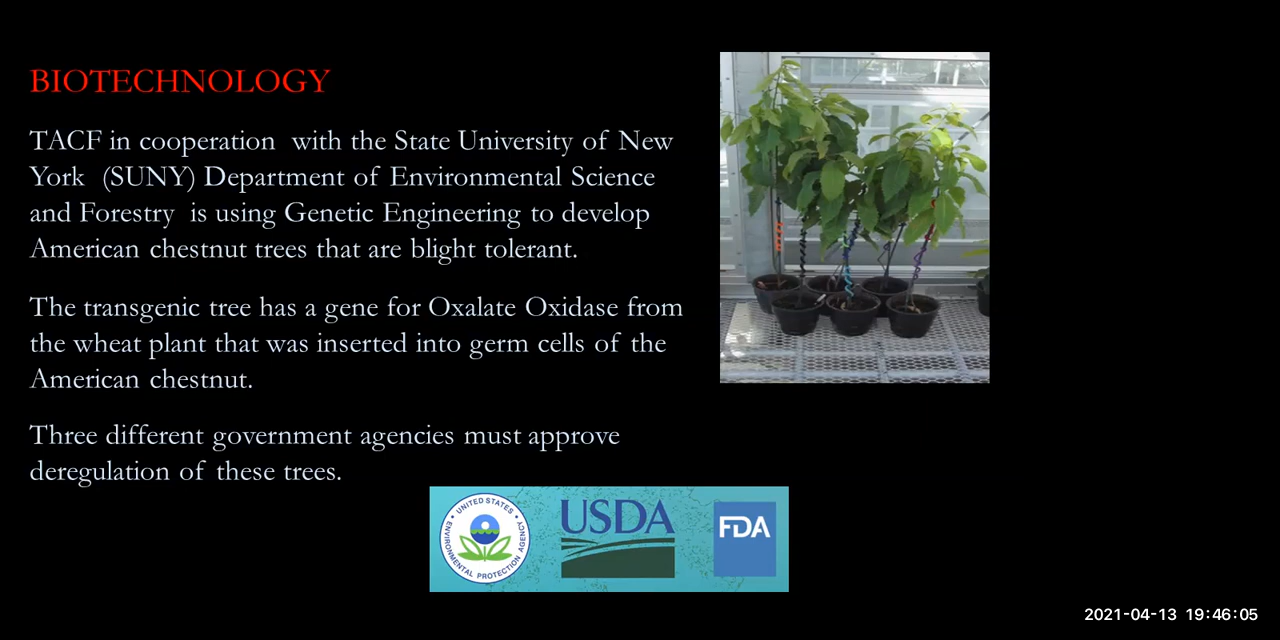 BIOTECHNOLOGY
TACF in cooperation with the State University of New
York (SUNY) Department of Environmental Science
and Forestry is using Genetic Engineering to develop
American chestnut trees that are blight tolerant.
The transgenic tree has a gene for Oxalate Oxidase from
the wheat plant that was inserted into germ cells of the
American chestnut.
Three different government agencies must approve
deregulation of these trees.
UNITED STATES
ENVIRONMENTAL PROTECTION AGENCY
USDA
FDA
2021-04-13 19:46:05